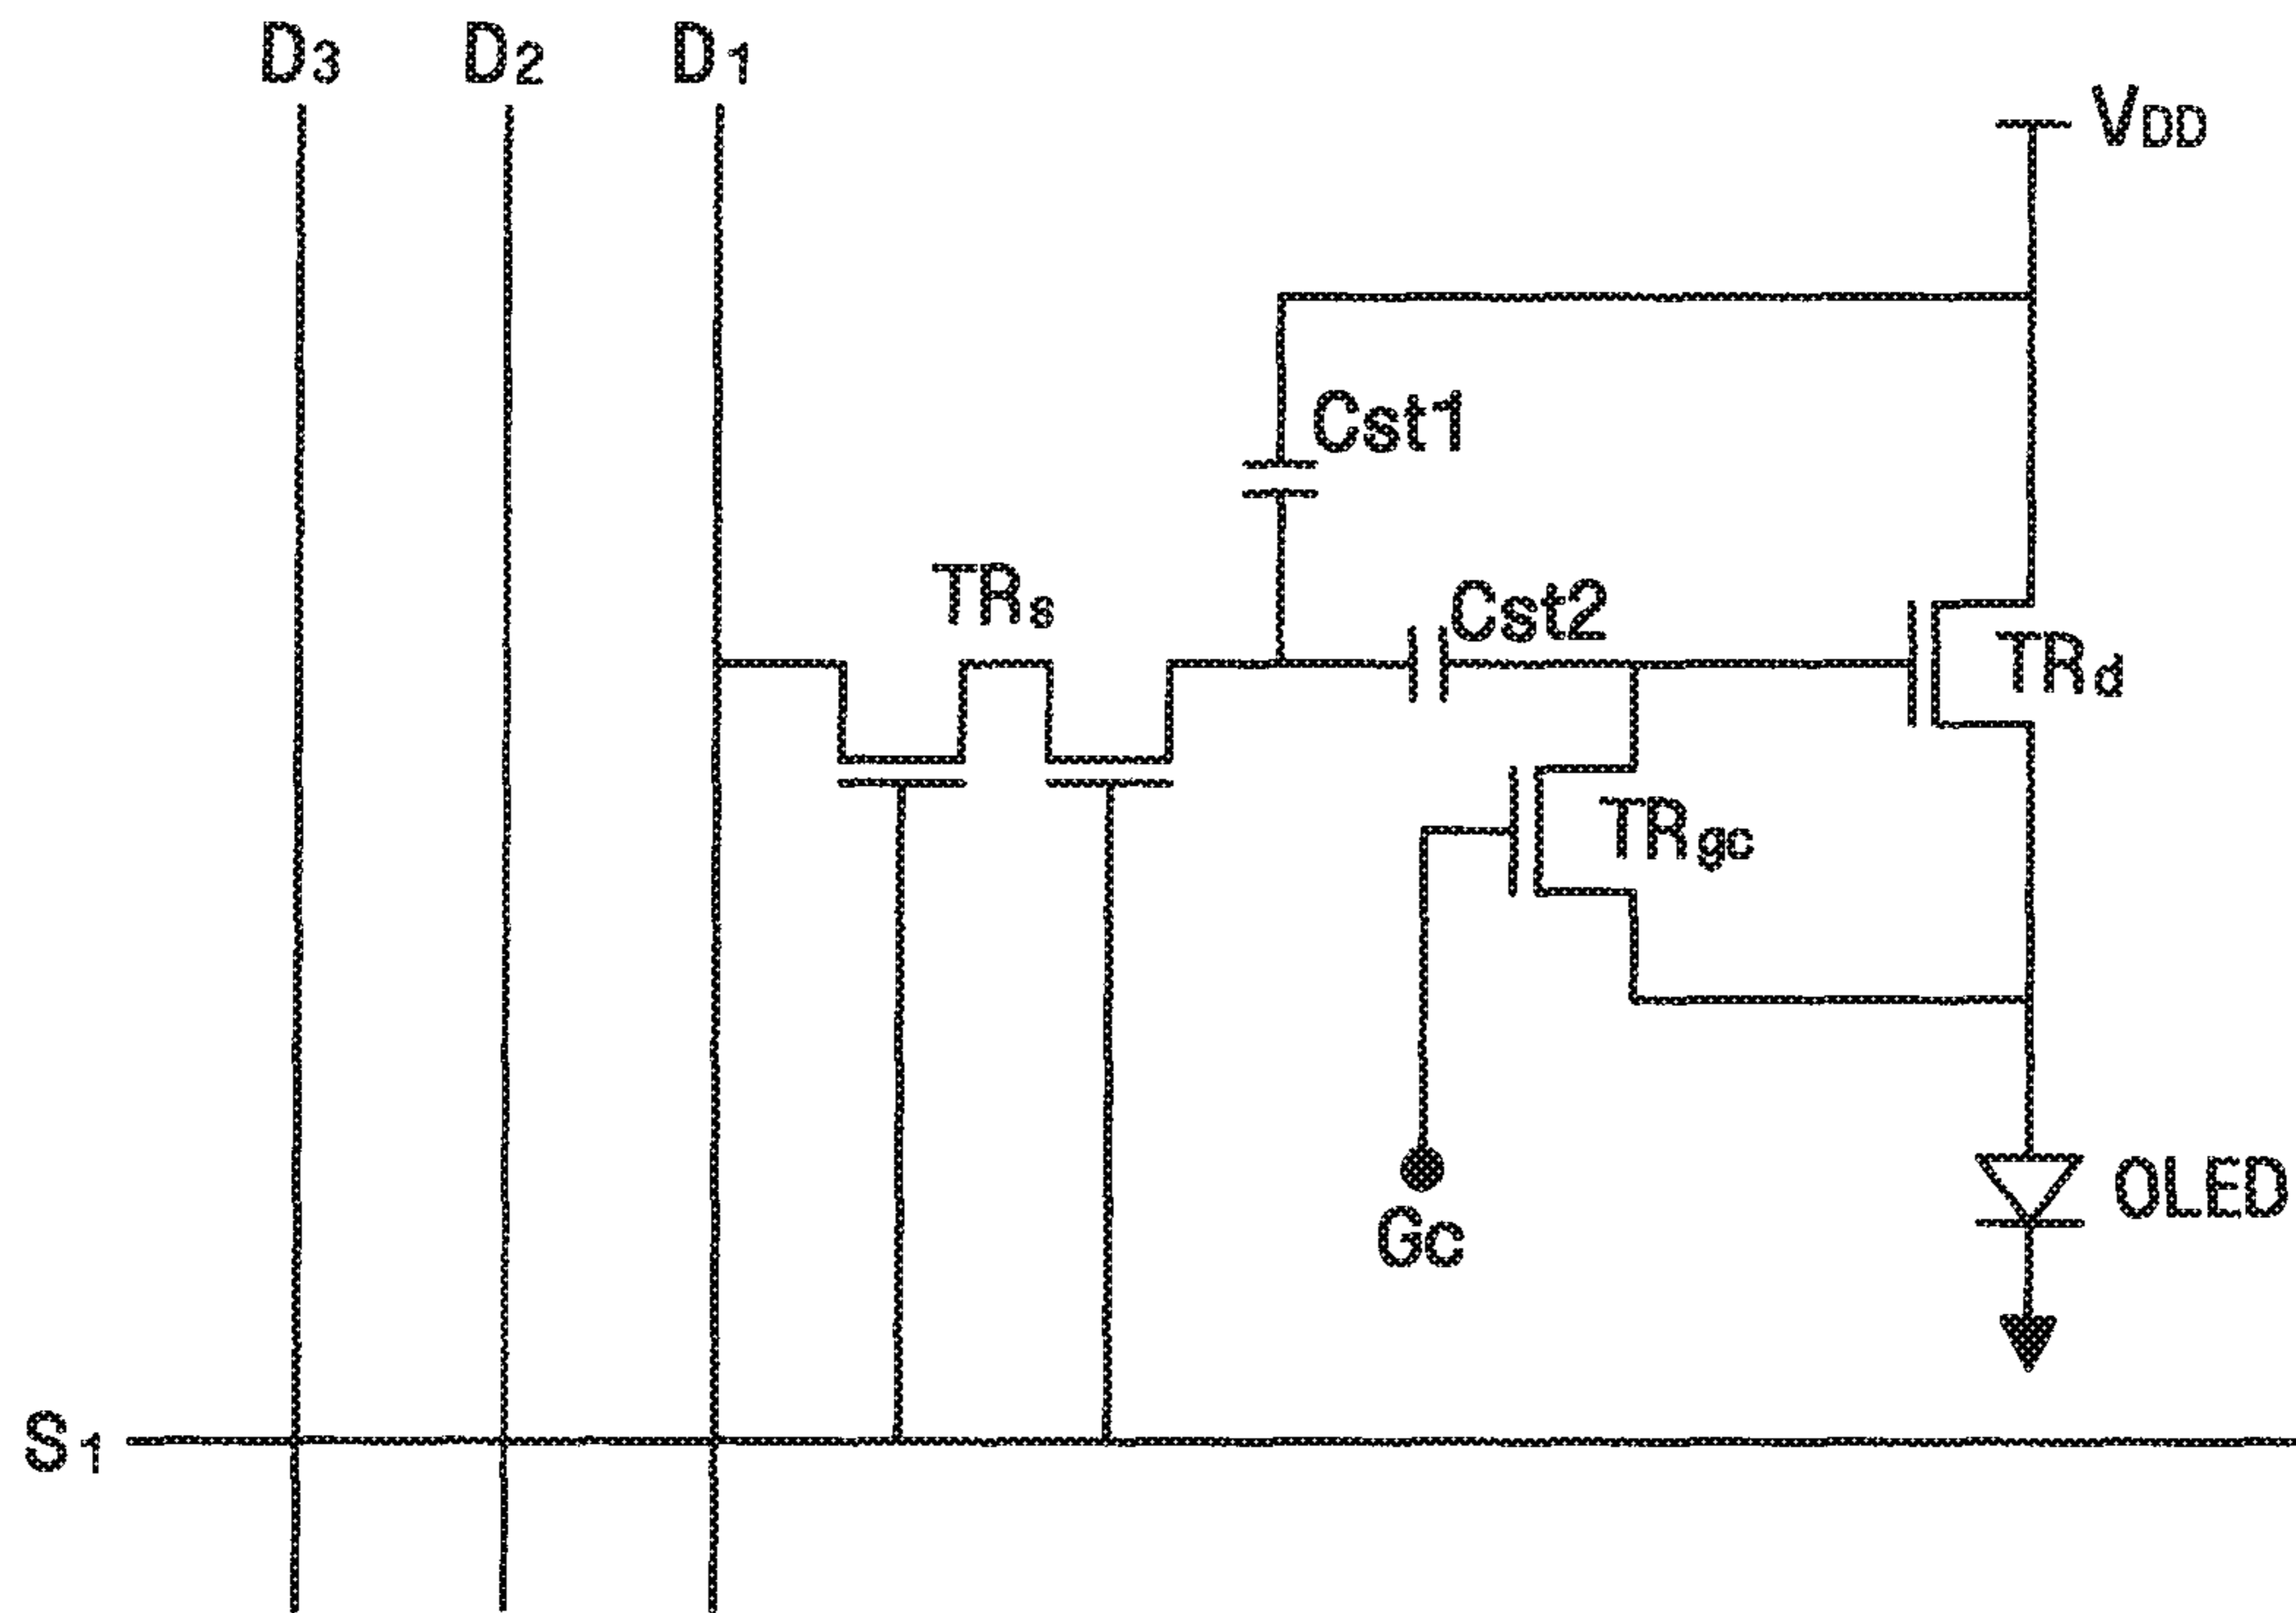 D3 D2 D1
VDD
Cst1
TRs
Cst2
TRd
TRgc
OLED
Gc
S1